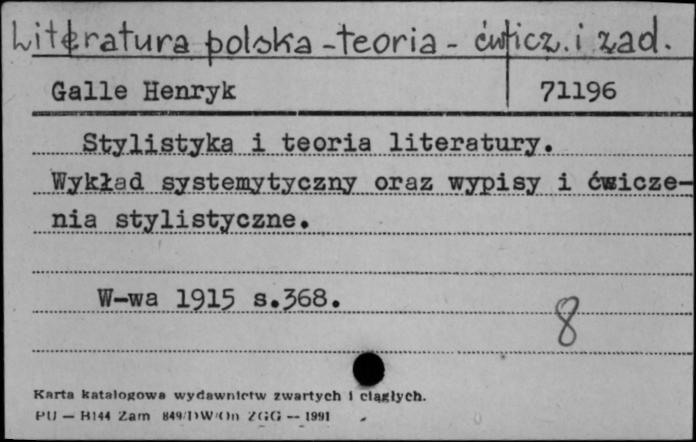 Literatura polska - teoria - ćwicz. i zad.
Galle Henryk 71196
Stylistyka i teoria literatury.
Wykład systemytyczny oraz wypisy i ćwicze-
nia stylistyczne.
W-wa 1915 s.368.
8
Karta katalogowa wydawnictw zwartych i ciągłych.
PU — H144 Zam 849/DW/On ZGG — 1991